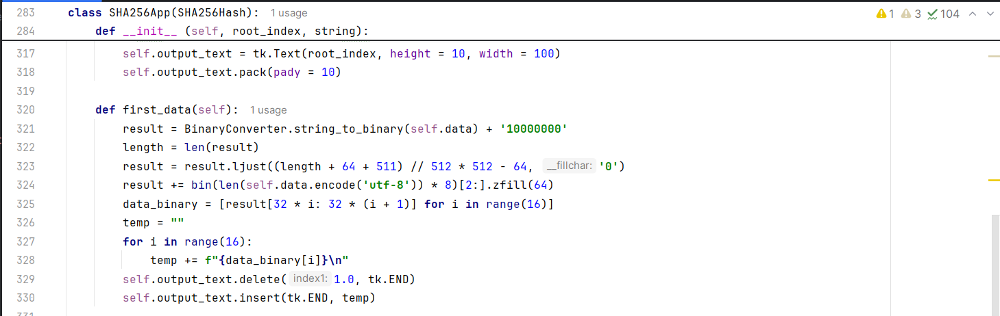 283 class SHA256App(SHA256Hash): 1 usage 1 3 104
284     def __init__ (self, root_index, string):
317         self.output_text = tk.Text(root_index, height = 10, width = 100)
318         self.output_text.pack(pady = 10)
319
320     def first_data(self): 1 usage
321         result = BinaryConverter.string_to_binary(self.data) + '10000000'
322         length = len(result)
323         result = result.ljust((length + 64 + 511) // 512 * 512 - 64, __fillchar: '0')
324         result += bin(len(self.data.encode('utf-8')) * 8)[2:].zfill(64)
325         data_binary = [result[32 * i: 32 * (i + 1)] for i in range(16)]
326         temp = ""
327         for i in range(16):
328             temp += f"{data_binary[i]}\n"
329         self.output_text.delete( index1: 1.0, tk.END)
330         self.output_text.insert(tk.END, temp)